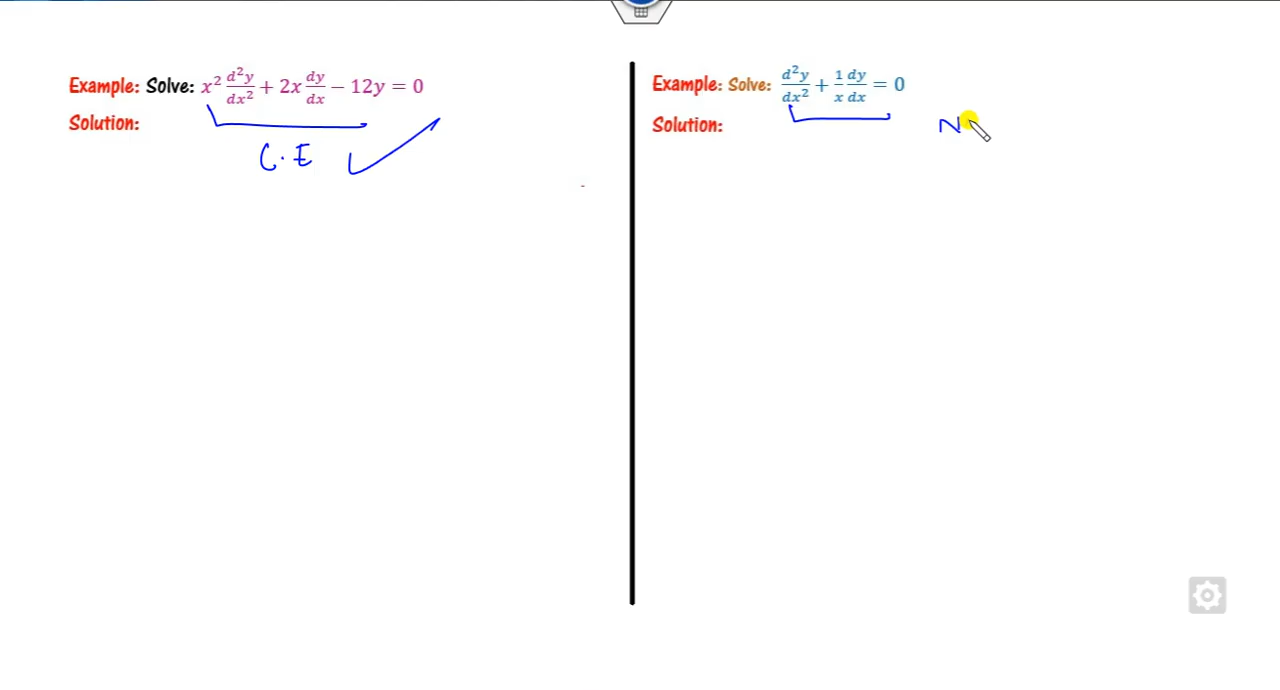 Example: Solve: x² d²y/dx² + 2x dy/dx − 12y = 0
Solution:
C.E
Example: Solve: d²y/dx² + 1/x dy/dx = 0
Solution:
N